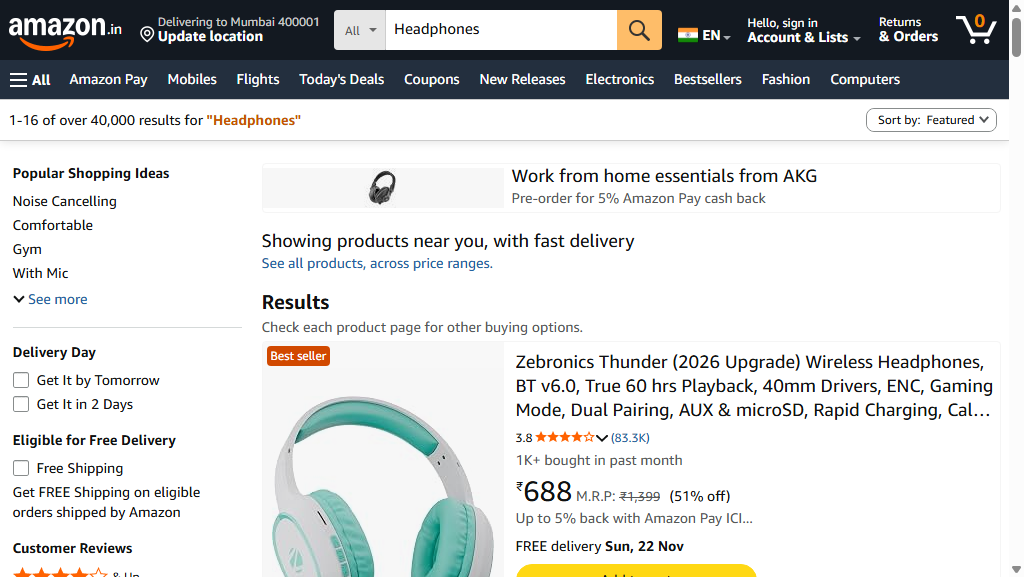 amazon.in
Delivering to Mumbai 400001
Update location
All
Headphones
EN
Hello, sign in
Account & Lists
Returns
& Orders
0
All
Amazon Pay
Mobiles
Flights
Today's Deals
Coupons
New Releases
Electronics
Bestsellers
Fashion
Computers
1-16 of over 40,000 results for "Headphones"
Sort by: Featured
Popular Shopping Ideas
Noise Cancelling
Comfortable
Gym
With Mic
See more
Delivery Day
Get It by Tomorrow
Get It in 2 Days
Eligible for Free Delivery
Free Shipping
Get FREE Shipping on eligible
orders shipped by Amazon
Customer Reviews
& Up
Work from home essentials from AKG
Pre-order for 5% Amazon Pay cash back
Showing products near you, with fast delivery
See all products, across price ranges.
Results
Check each product page for other buying options.
Best seller
Zebronics Thunder (2026 Upgrade) Wireless Headphones,
BT v6.0, True 60 hrs Playback, 40mm Drivers, ENC, Gaming
Mode, Dual Pairing, AUX & microSD, Rapid Charging, Cal...
3.8 (83.3K)
1K+ bought in past month
₹688 M.R.P: ₹1,399 (51% off)
Up to 5% back with Amazon Pay ICI...
FREE delivery Sun, 22 Nov